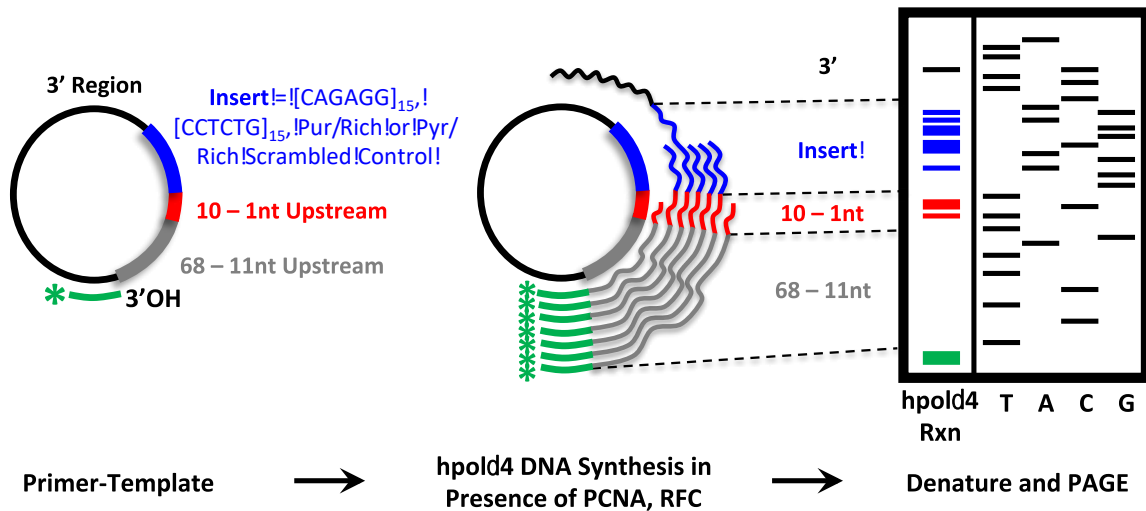 3’ Region
Insert!=![CAGAGG]15,!
[CCTCTG]15,!Pur/Rich!or!Pyr/
Rich!Scrambled!Control!
10 – 1nt Upstream
68 – 11nt Upstream
* 3’OH
*
*
*
*
*
*
*
3’
Insert!
10 – 1nt
68 – 11nt
hpold4
Rxn
T A C G
Primer-Template
hpold4 DNA Synthesis in
Presence of PCNA, RFC
Denature and PAGE